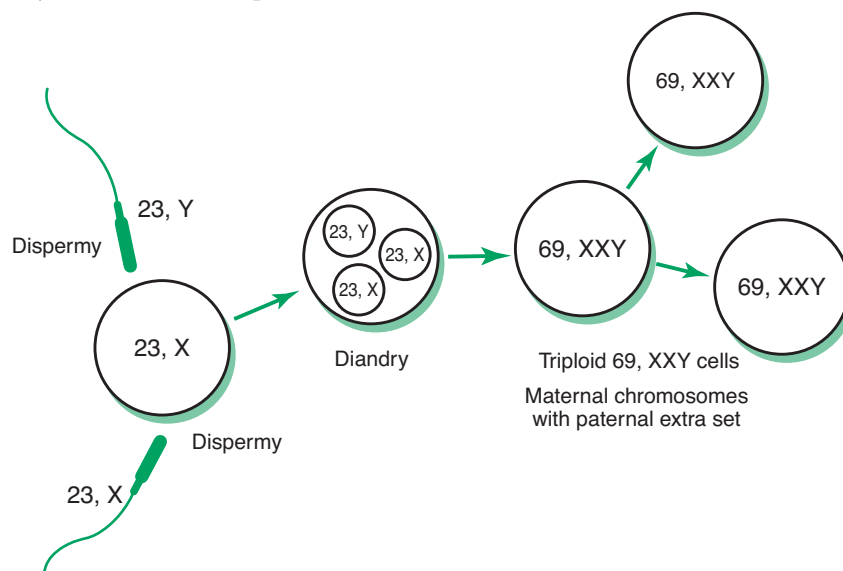 69, XXY
23, Y
Dispermy
23, Y
23, X
23, X
69, XXY
69, XXY
23, X
Diandry
Triploid 69, XXY cells
Maternal chromosomes
with paternal extra set
Dispermy
23, X